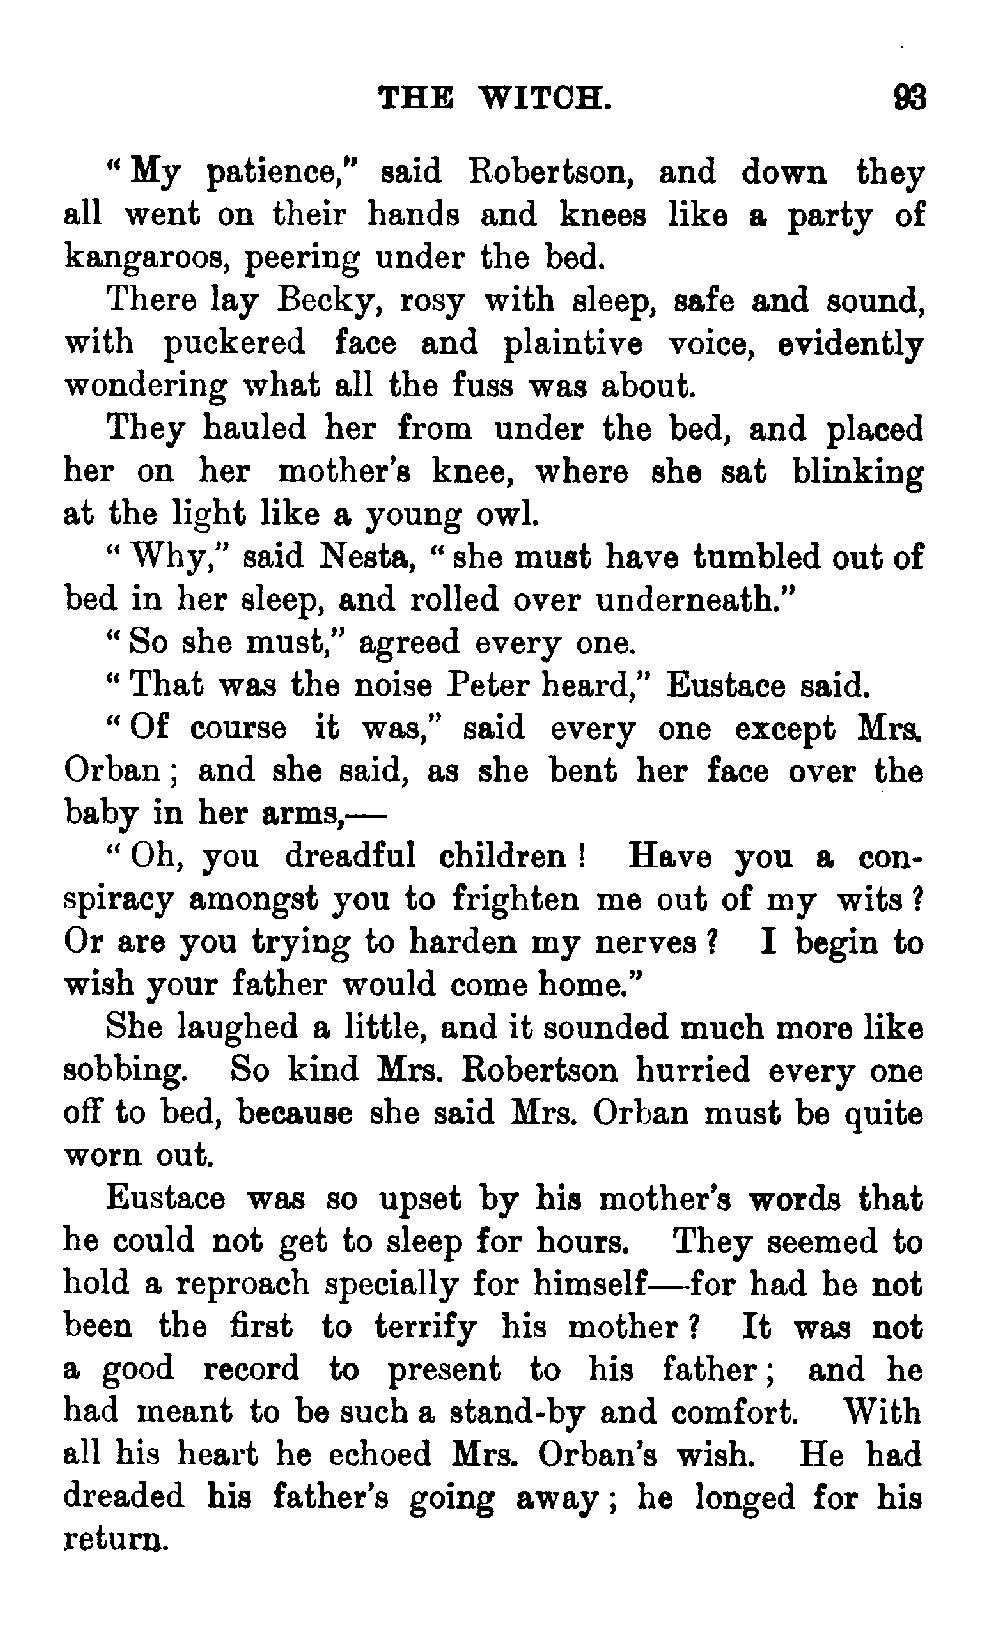 THE WITCH. 93
"My patience," said Robertson, and down they
all went on their hands and knees like a party of
kangaroos, peering under the bed.
There lay Becky, rosy with sleep, safe and sound,
with puckered face and plaintive voice, evidently
wondering what all the fuss was about.
They hauled her from under the bed, and placed
her on her mother's knee, where she sat blinking
at the light like a young owl.
"Why," said Nesta, "she must have tumbled out of
bed in her sleep, and rolled over underneath."
"So she must," agreed every one.
"That was the noise Peter heard," Eustace said.
"Of course it was," said every one except Mrs.
Orban; and she said, as she bent her face over the
baby in her arms,—
"Oh, you dreadful children! Have you a con-
spiracy amongst you to frighten me out of my wits?
Or are you trying to harden my nerves? I begin to
wish your father would come home."
She laughed a little, and it sounded much more like
sobbing. So kind Mrs. Robertson hurried every one
off to bed, because she said Mrs. Orban must be quite
worn out.
Eustace was so upset by his mother's words that
he could not get to sleep for hours. They seemed to
hold a reproach specially for himself—for had he not
been the first to terrify his mother? It was not
a good record to present to his father; and he
had meant to be such a stand-by and comfort. With
all his heart he echoed Mrs. Orban's wish. He had
dreaded his father's going away; he longed for his
return.